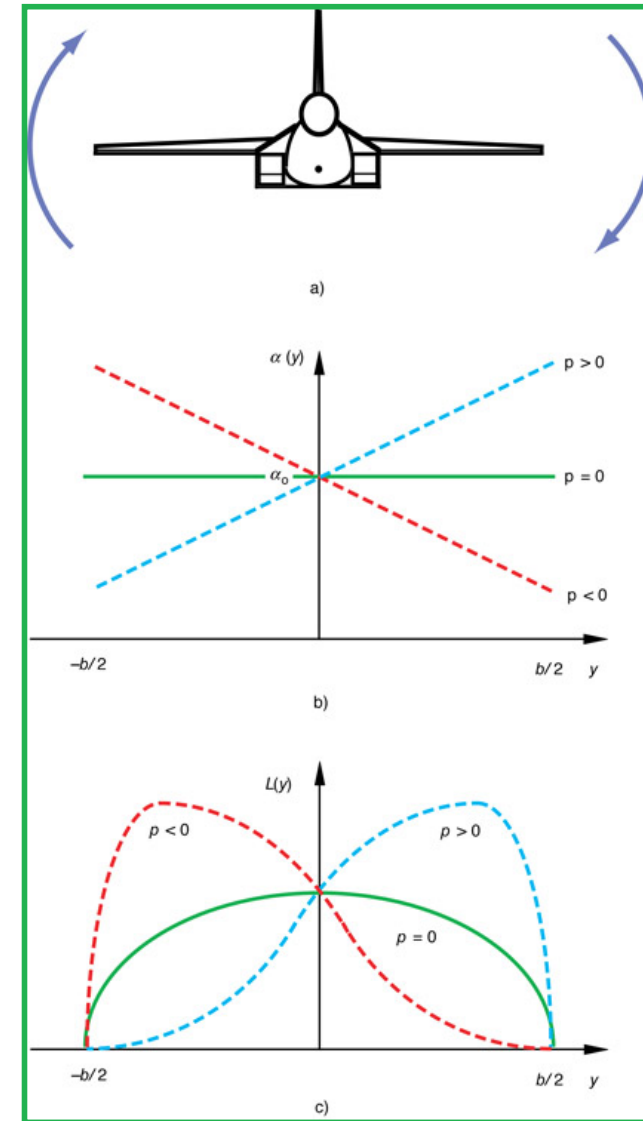 a)
α (y)
p > 0
α₀
p = 0
p < 0
–b/2
b/2
y
b)
L(y)
p < 0
p > 0
p = 0
–b/2
b/2
y
c)